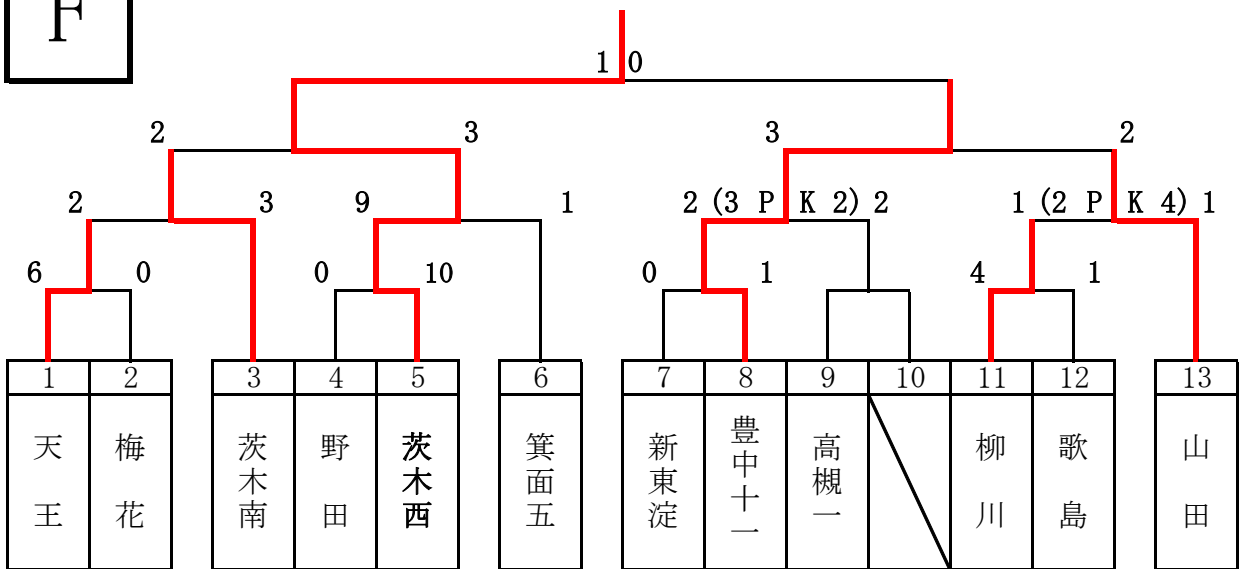 F
1 0
2 3 3 2
2 3 9 1 2 (3 P K 2) 2 1 (2 P K 4) 1
6 0 0 10 0 1 4 1
1 2 3 4 5 6 7 8 9 10 11 12 13
天王
梅花
茨木南
野田
茨木西
箕面五
新東淀
豊中十一
高槻一
柳川
歌島
山田